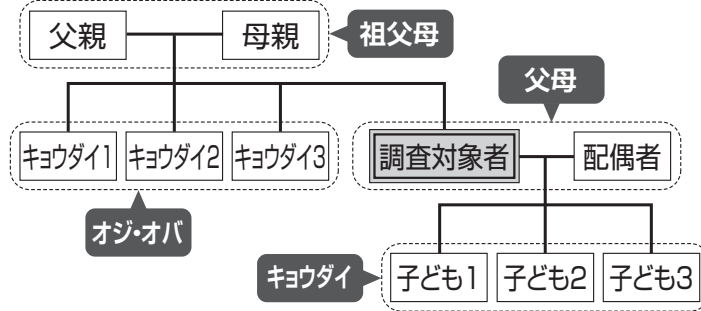 父親
母親
祖父母
父母
キョウダイ1
キョウダイ2
キョウダイ3
調査対象者
配偶者
オジ・オバ
キョウダイ
子ども1
子ども2
子ども3